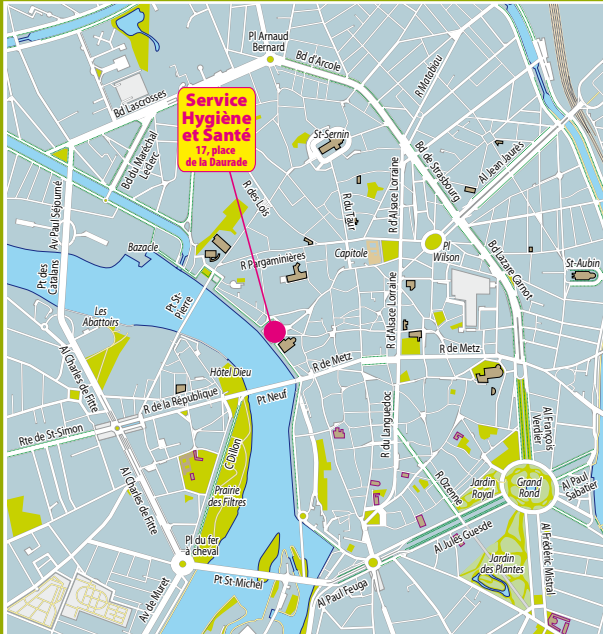 Pl Arnaud
Bernard
Bd d'Arcole
R Matabiau
Bd Lascrosses
Service
Hygiène
et Santé
17, place
de la Daurade
St-Sernin
Bd du Maréchal
Leclerc
Bd de Strasbourg
Al Jean Jaurès
R des Lois
R du Taur
R d'Alsace Lorraine
Av Paul Séjourné
Bazacle
R Pargaminières
Capitole
Pl
Wilson
Bd Lazare Carnot
St-Aubin
Pt des
Catalans
Pt St-
Pierre
Les
Abattoirs
R d'Alsace Lorraine
Al Charles de Fitte
Hôtel Dieu
R de Metz
R de Metz
R de la République
Pt Neuf
Rte de St-Simon
C Dillon
R du Languedoc
Al François
Verdier
Al Charles de Fitte
Prairie
des Filtres
R Ozenne
Jardin
Royal
Grand
Rond
Al Paul
Sabatier
Pl du fer
à cheval
Al Jules Guesde
Al Frédéric Mistral
Jardin
des Plantes
Av de Muret
Pt St-Michel
Al Paul Feuga